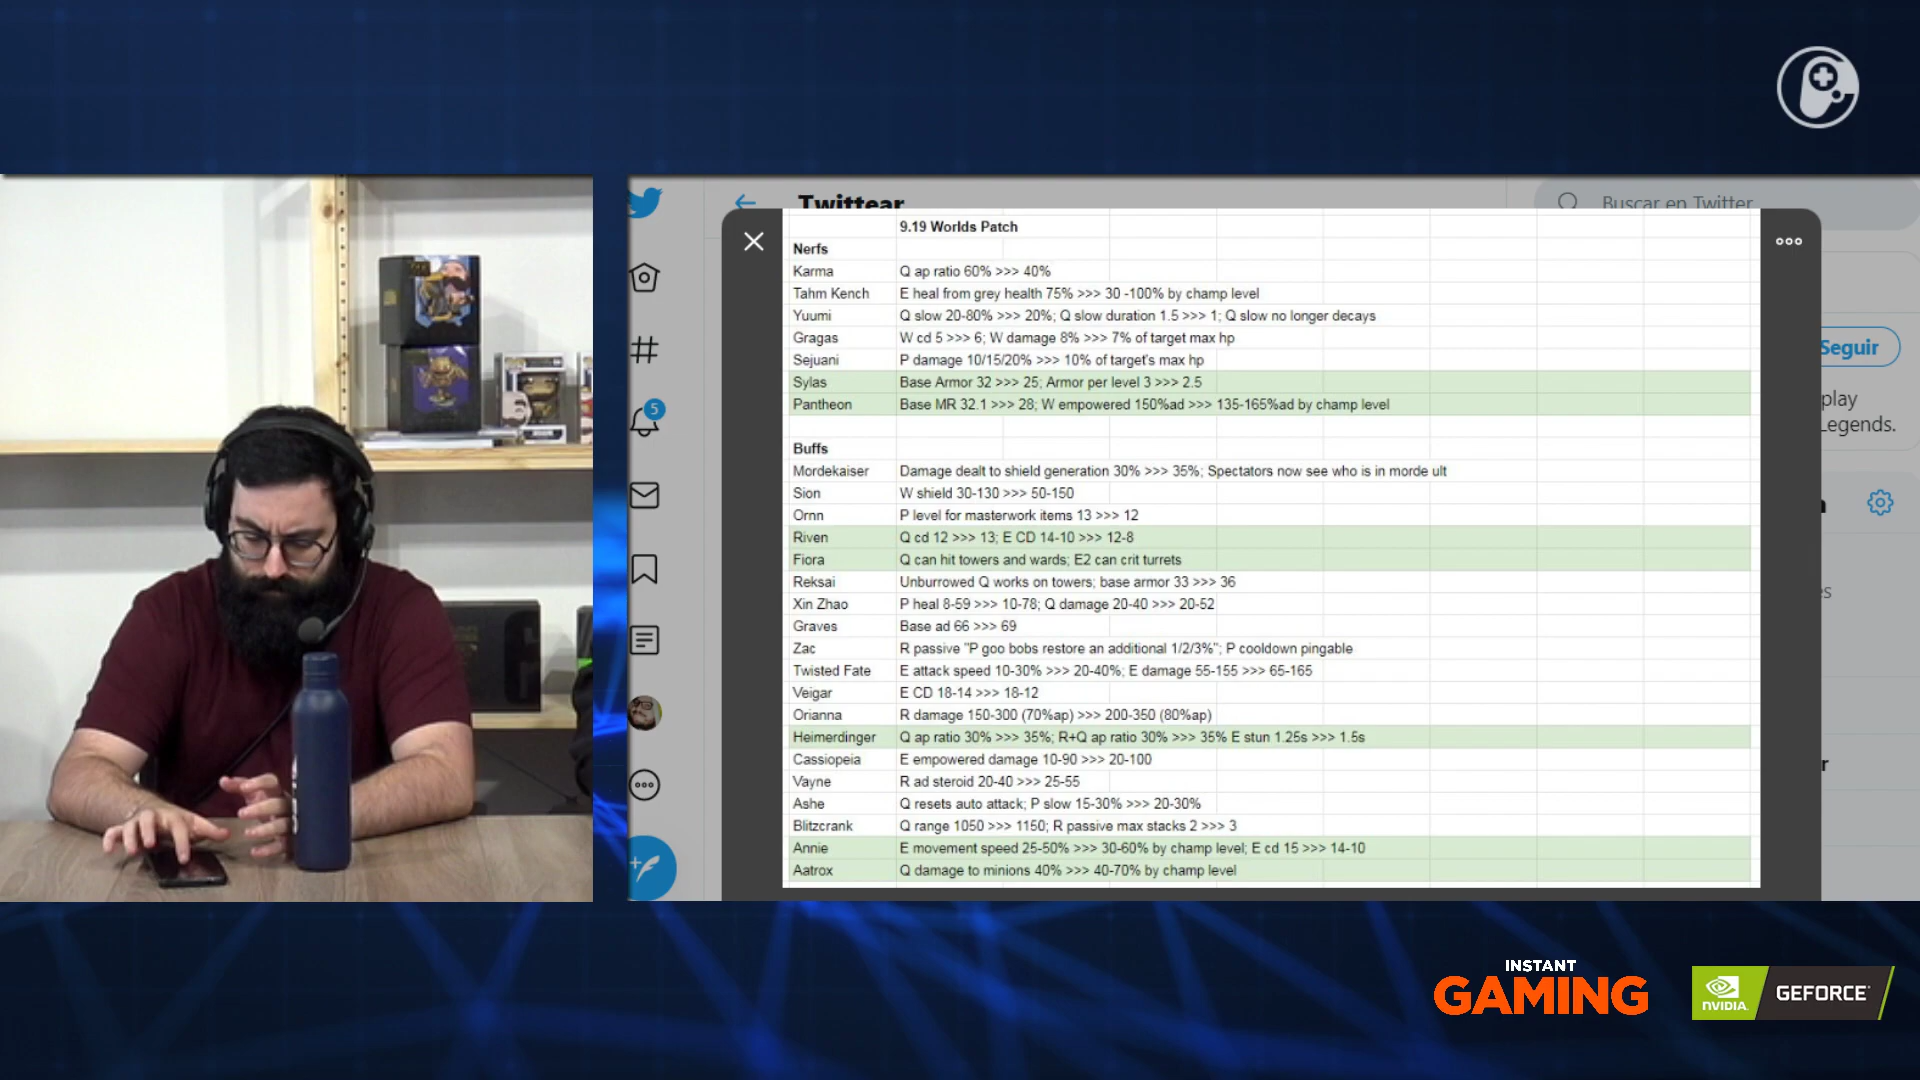 Twittear
Buscar en Twitter
9.19 Worlds Patch
Nerfs
Karma Q ap ratio 60% >>> 40%
Tahm Kench E heal from grey health 75% >>> 30 -100% by champ level
Yuumi Q slow 20-80% >>> 20%; Q slow duration 1.5 >>> 1; Q slow no longer decays
Gragas W cd 5 >>> 6; W damage 8% >>> 7% of target max hp
Sejuani P damage 10/15/20% >>> 10% of target's max hp
Sylas Base Armor 32 >>> 25; Armor per level 3 >>> 2.5
Pantheon Base MR 32.1 >>> 28; W empowered 150%ad >>> 135-165%ad by champ level
Buffs
Mordekaiser Damage dealt to shield generation 30% >>> 35%; Spectators now see who is in morde ult
Sion W shield 30-130 >>> 50-150
Ornn P level for masterwork items 13 >>> 12
Riven Q cd 12 >>> 13; E CD 14-10 >>> 12-8
Fiora Q can hit towers and wards; E2 can crit turrets
Reksai Unburrowed Q works on towers; base armor 33 >>> 36
Xin Zhao P heal 8-59 >>> 10-78; Q damage 20-40 >>> 20-52
Graves Base ad 66 >>> 69
Zac R passive "P goo bobs restore an additional 1/2/3%"; P cooldown pingable
Twisted Fate E attack speed 10-30% >>> 20-40%; E damage 55-155 >>> 65-165
Veigar E CD 18-14 >>> 18-12
Orianna R damage 150-300 (70%ap) >>> 200-350 (80%ap)
Heimerdinger Q ap ratio 30% >>> 35%; R+Q ap ratio 30% >>> 35% E stun 1.25s >>> 1.5s
Cassiopeia E empowered damage 10-90 >>> 20-100
Vayne R ad steroid 20-40 >>> 25-55
Ashe Q resets auto attack; P slow 15-30% >>> 20-30%
Blitzcrank Q range 1050 >>> 1150; R passive max stacks 2 >>> 3
Annie E movement speed 25-50% >>> 30-60% by champ level; E cd 15 >>> 14-10
Aatrox Q damage to minions 40% >>> 40-70% by champ level
5
Seguir
play
Legends.
INSTANT
GAMING
NVIDIA.
GEFORCE